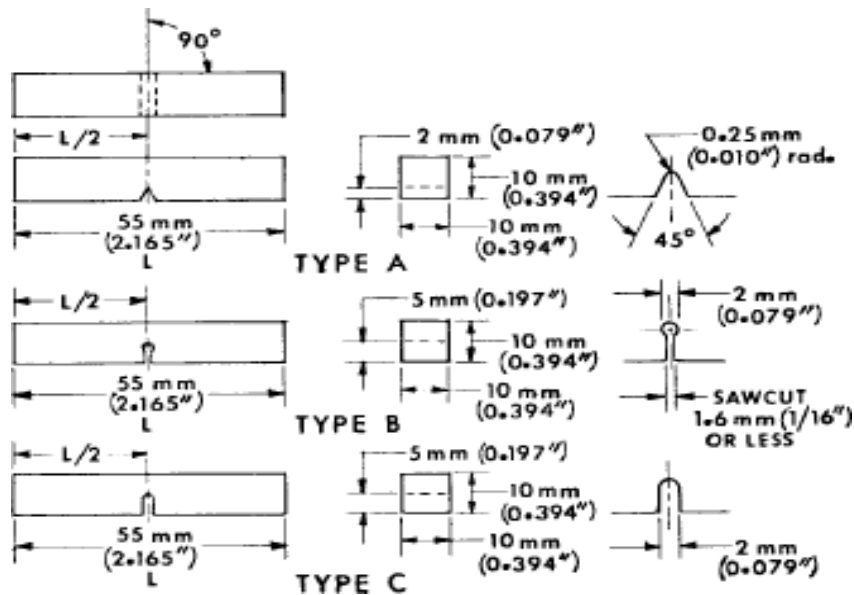 90°
L/2
2 mm (0.079")
0.25 mm
(0.010") rad.
10 mm
(0.394")
55 mm
(2.165")
L
10 mm
(0.394")
45°
TYPE A
L/2
5 mm (0.197")
2 mm
(0.079")
10 mm
(0.394")
55 mm
(2.165")
L
10 mm
(0.394")
SAWCUT
1.6 mm (1/16")
OR LESS
TYPE B
L/2
5 mm (0.197")
10 mm
(0.394")
55 mm
(2.165")
L
10 mm
(0.394")
2 mm
(0.079")
TYPE C